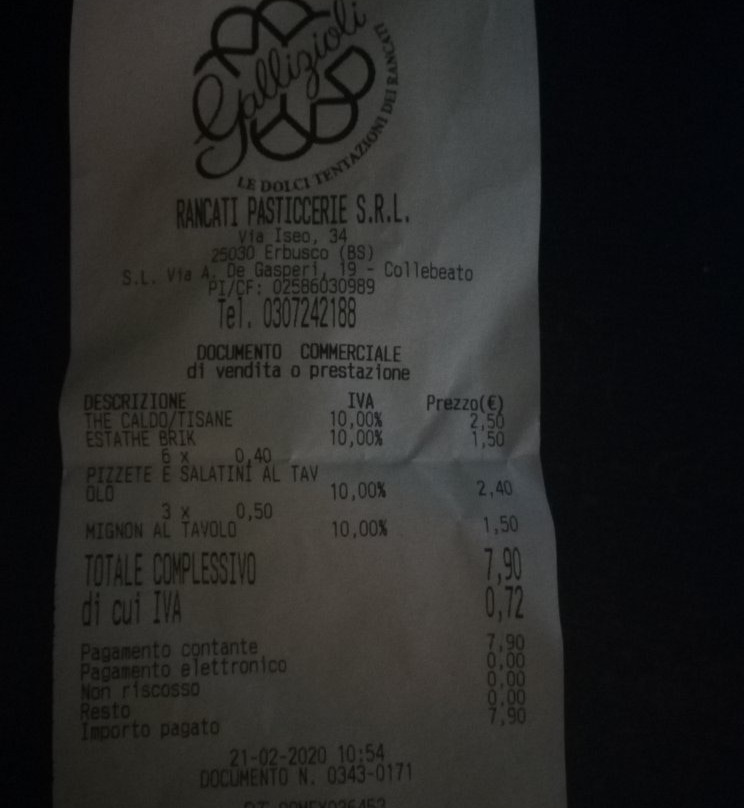 Gallizioli
LE DOLCI TENTAZIONI DEI RANCATI
RANCATI PASTICCERIE S.R.L.
Via Iseo, 34
25030 Erbusco (BS)
S.L. Via A. De Gasperi, 19 - Collebeato
PI/CF: 02586030989
Tel. 0307242188
DOCUMENTO COMMERCIALE
di vendita o prestazione
DESCRIZIONE IVA Prezzo(€)
THE CALDO/TISANE 10,00% 2,50
ESTATHE BRIK 10,00% 1,50
6 x 0,40
PIZZETE E SALATINI AL TAV
OLO 10,00% 2,40
3 x 0,50
MIGNON AL TAVOLO 10,00% 1,50
TOTALE COMPLESSIVO 7,90
di cui IVA 0,72
Pagamento contante 7,90
Pagamento elettronico 0,00
Non riscosso 0,00
Resto 0,00
Importo pagato 7,90
21-02-2020 10:54
DOCUMENTO N. 0343-0171